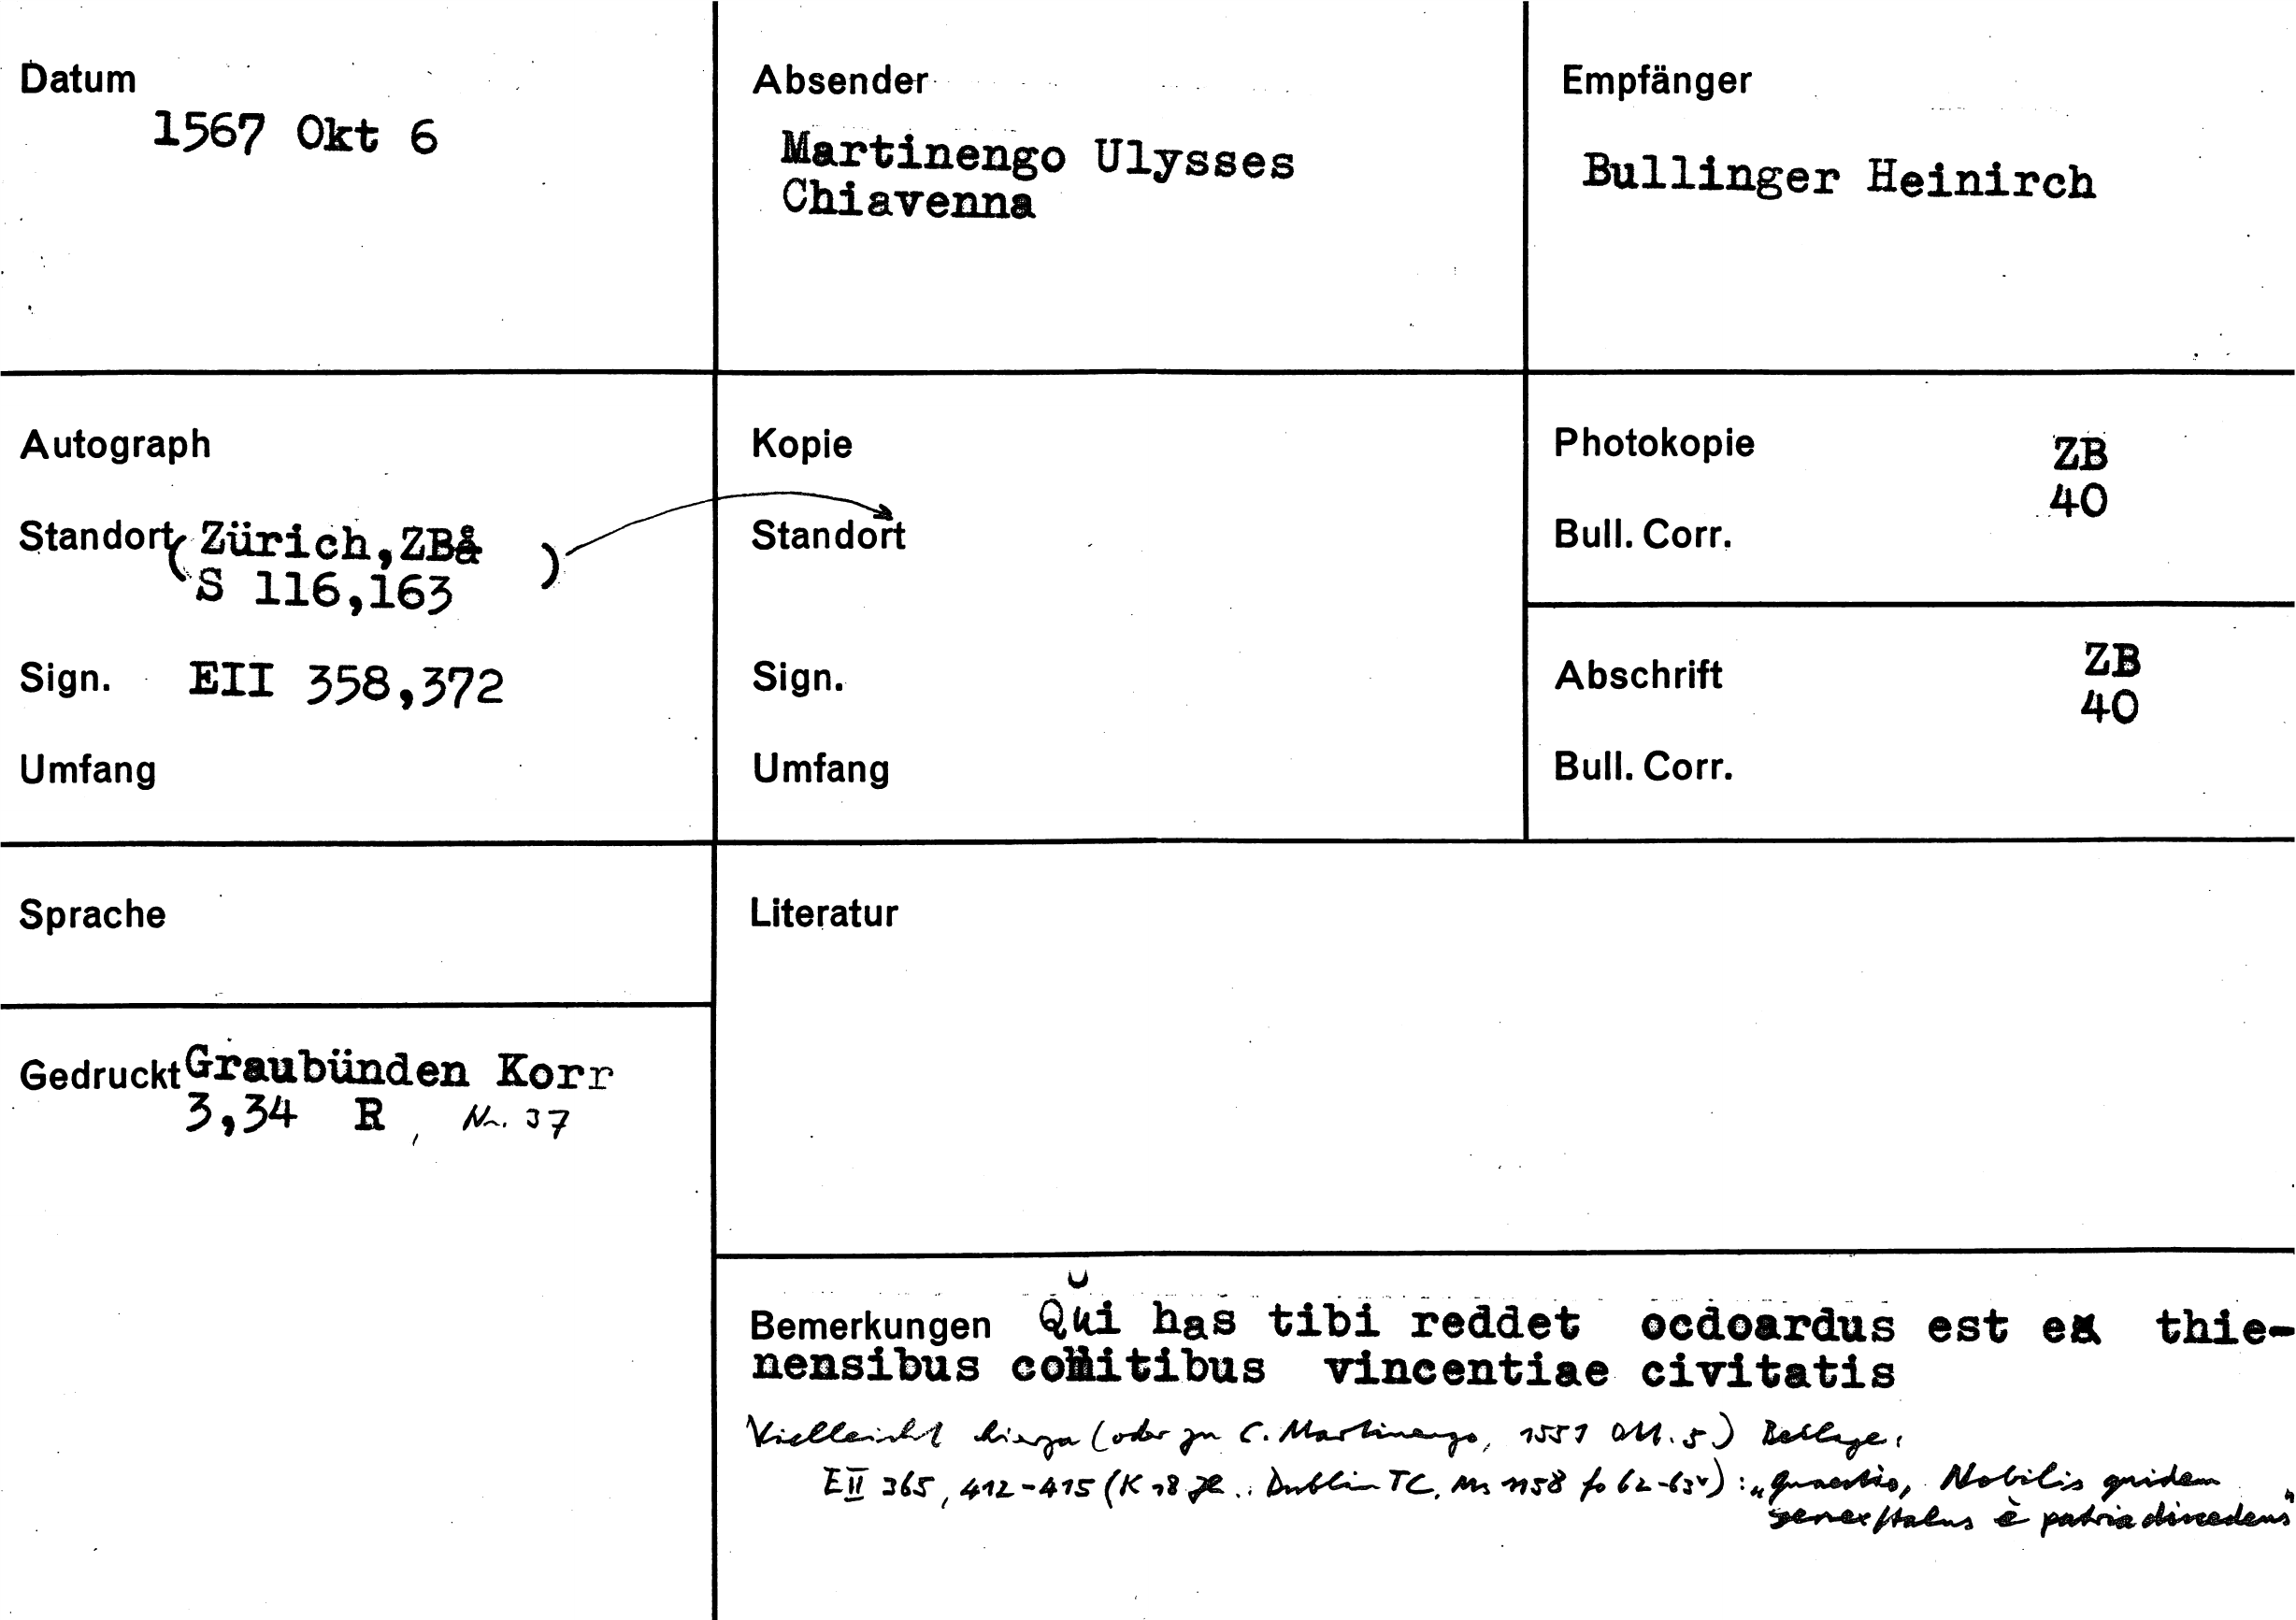 Datum
1567 Okt 6
Absender
Martinengo Ulysses
Chiavenna
Empfänger
Bullinger Heinirch
Autograph
Standort (Zürich,ZB
S 116,163)
Sign. EII 358,372
Umfang
Kopie
Standort
Sign.
Umfang
Photokopie ZB
40
Bull. Corr.
Abschrift ZB
40
Bull. Corr.
Sprache
Gedruckt Graubünden Korr
3,34 R, Nr. 37
Literatur
Bemerkungen Qui has tibi reddet ocdoardus est ex thie-
nensibus comitibus vincentiae civitatis
Vielleicht hierzu (oder zu C. Martinengo, 1551 Okt. 5) Beilage:
EII 365, 412-415 (K 18. Jh.: Dublin TC, Ms 1158 fo 62-63v): "Quaestio, Nobilis quidem
senex Italus è patria discedens"